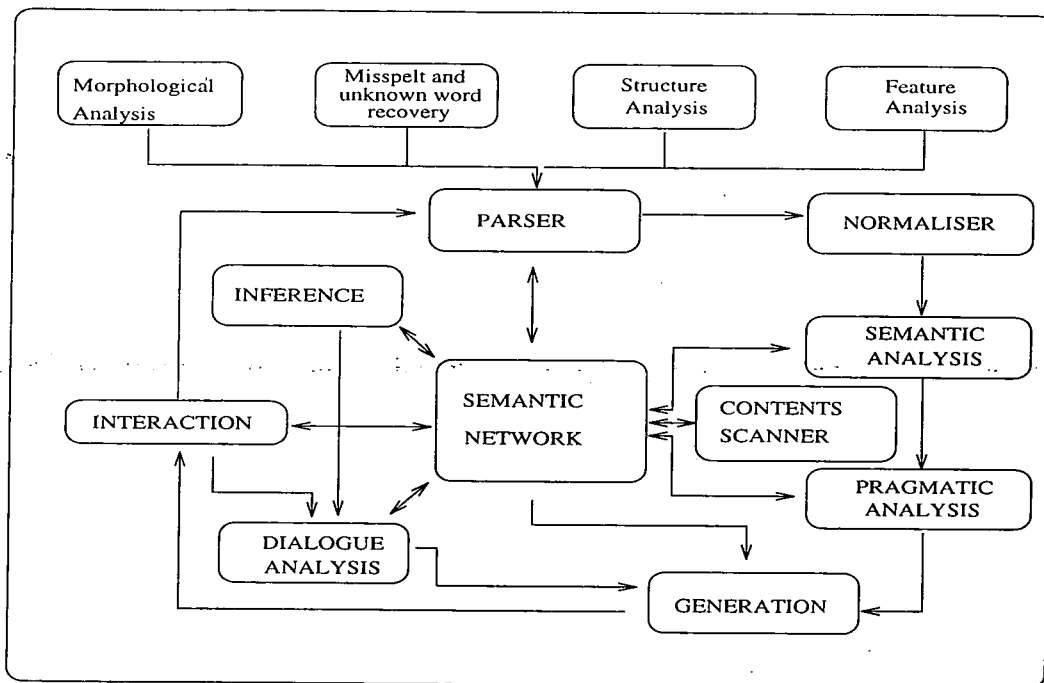 Morphological
Analysis
Misspelt and
unknown word
recovery
Structure
Analysis
Feature
Analysis
PARSER
NORMALISER
INFERENCE
SEMANTIC
ANALYSIS
SEMANTIC
NETWORK
CONTENTS
SCANNER
INTERACTION
PRAGMATIC
ANALYSIS
DIALOGUE
ANALYSIS
GENERATION